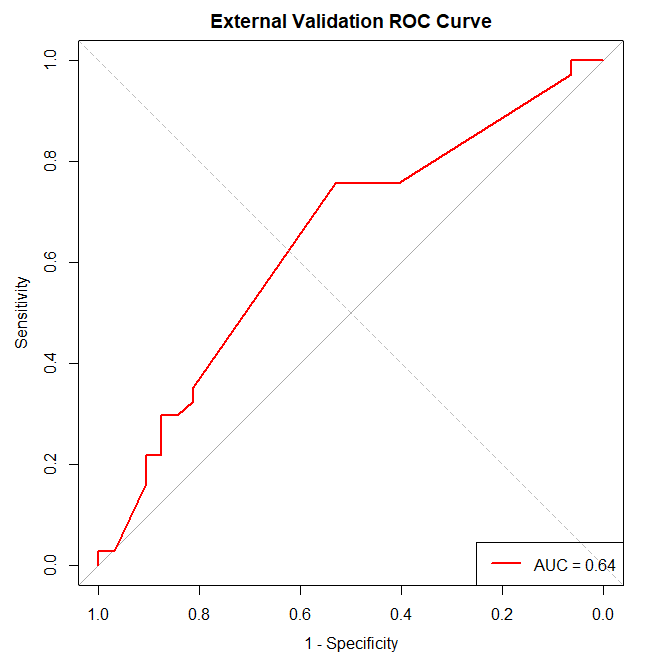 External Validation ROC Curve
1.0
0.8
0.6
0.4
0.2
0.0
Sensitivity
AUC = 0.64
1.0 0.8 0.6 0.4 0.2 0.0
1 - Specificity